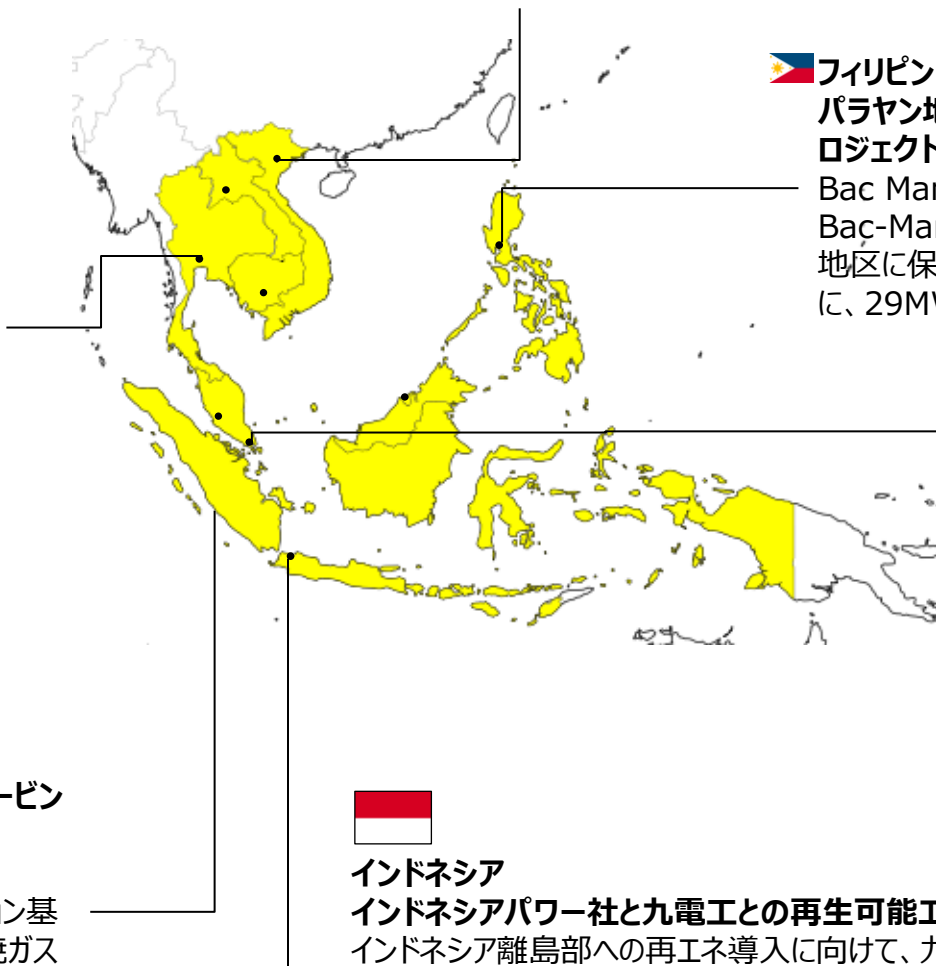 フィリピン
パラヤン地
ロジェクト
Bac Mar
Bac-Mar
地区に保
に、29MW
ービン
ン基
焼ガス
インドネシア
インドネシアパワー社と九電工との再生可能エ
インドネシア離島部への再エネ導入に向けて、九